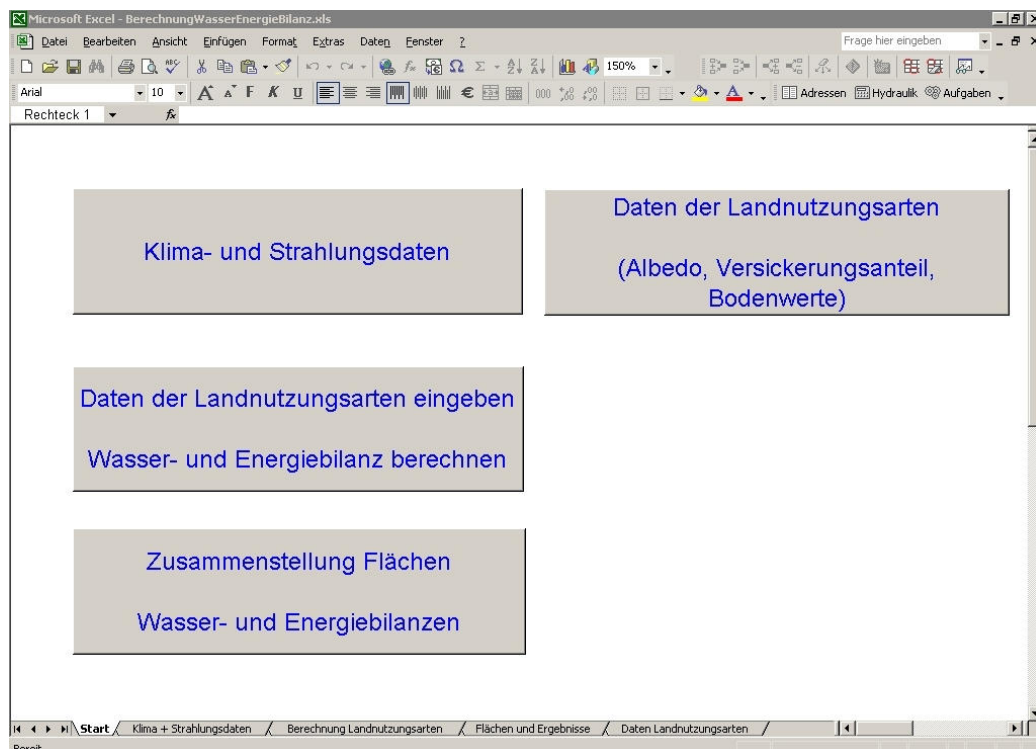 Microsoft Excel - BerechnungWasserEnergieBilanz.xls
Datei Bearbeiten Ansicht Einfügen Format Extras Daten Fenster ? Frage hier eingeben
150%
Arial 10 A A F K U € 000 A Adressen Hydraulik Aufgaben
Rechteck 1 fx
Klima- und Strahlungsdaten
Daten der Landnutzungsarten
(Albedo, Versickerungsanteil,
Bodenwerte)
Daten der Landnutzungsarten eingeben
Wasser- und Energiebilanz berechnen
Zusammenstellung Flächen
Wasser- und Energiebilanzen
Start Klima + Strahlungsdaten Berechnung Landnutzungsarten Flächen und Ergebnisse Daten Landnutzungsarten
Bereit